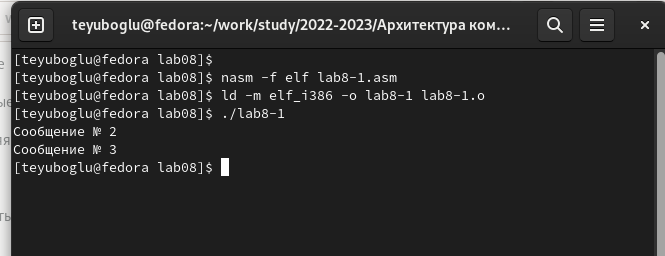 teyuboglu@fedora:~/work/study/2022-2023/Архитектура ком...
[teyuboglu@fedora lab08]$
[teyuboglu@fedora lab08]$ nasm -f elf lab8-1.asm
[teyuboglu@fedora lab08]$ ld -m elf_i386 -o lab8-1 lab8-1.o
[teyuboglu@fedora lab08]$ ./lab8-1
Сообщение № 2
Сообщение № 3
[teyuboglu@fedora lab08]$